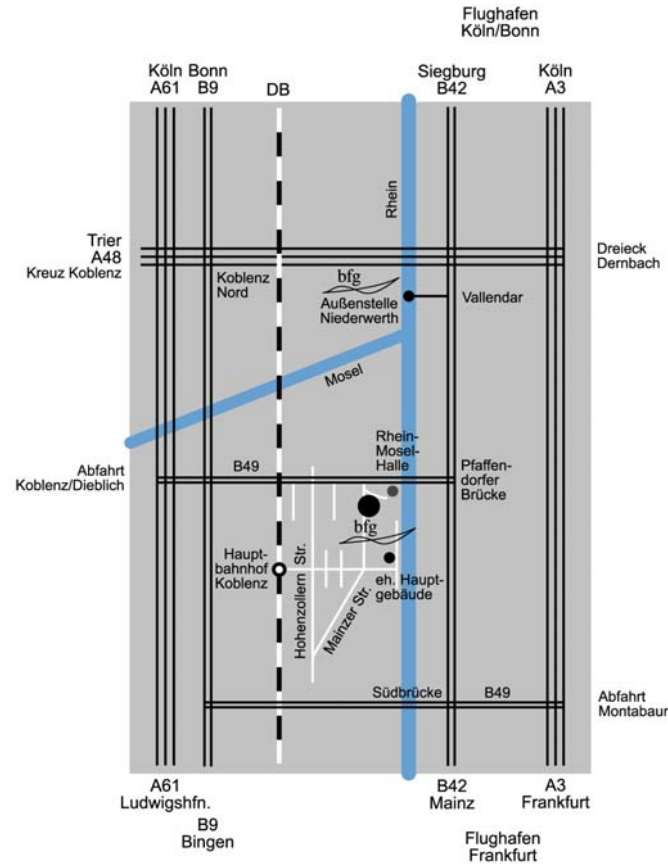 Flughafen
Köln/Bonn
Köln Bonn
A61 B9
DB
Siegburg
B42
Köln
A3
Rhein
Trier
A48
Kreuz Koblenz
Dreieck
Dernbach
Koblenz
Nord
bfg
Außenstelle
Niederwerth
Vallendar
Mosel
Rhein-
Mosel-
Halle
Abfahrt
Koblenz/Dieblich
B49
Pfaffen-
dorfer
Brücke
bfg
Haupt-
bahnhof
Koblenz
Hohenzollern Str.
Mainzer Str.
eh. Haupt-
gebäude
Südbrücke
B49
Abfahrt
Montabaur
A61
Ludwigshfn.
B42
Mainz
A3
Frankfurt
B9
Bingen
Flughafen
Frankfurt